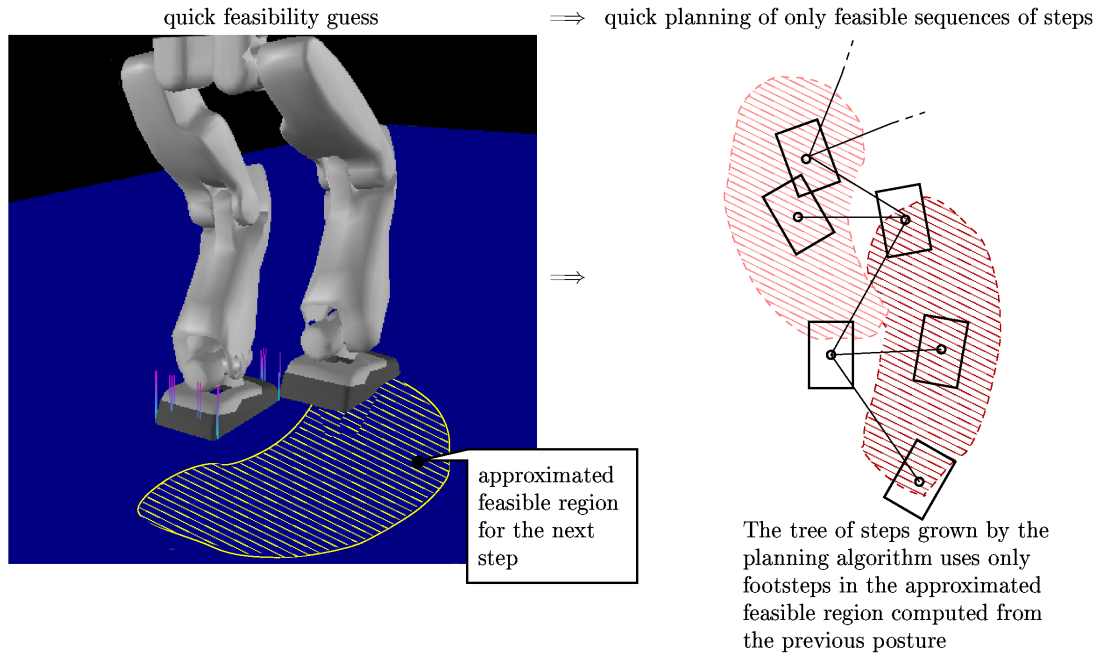 quick feasibility guess
⟹ quick planning of only feasible sequences of steps
⟹
approximated
feasible region
for the next
step
The tree of steps grown by the
planning algorithm uses only
footsteps in the approximated
feasible region computed from
the previous posture